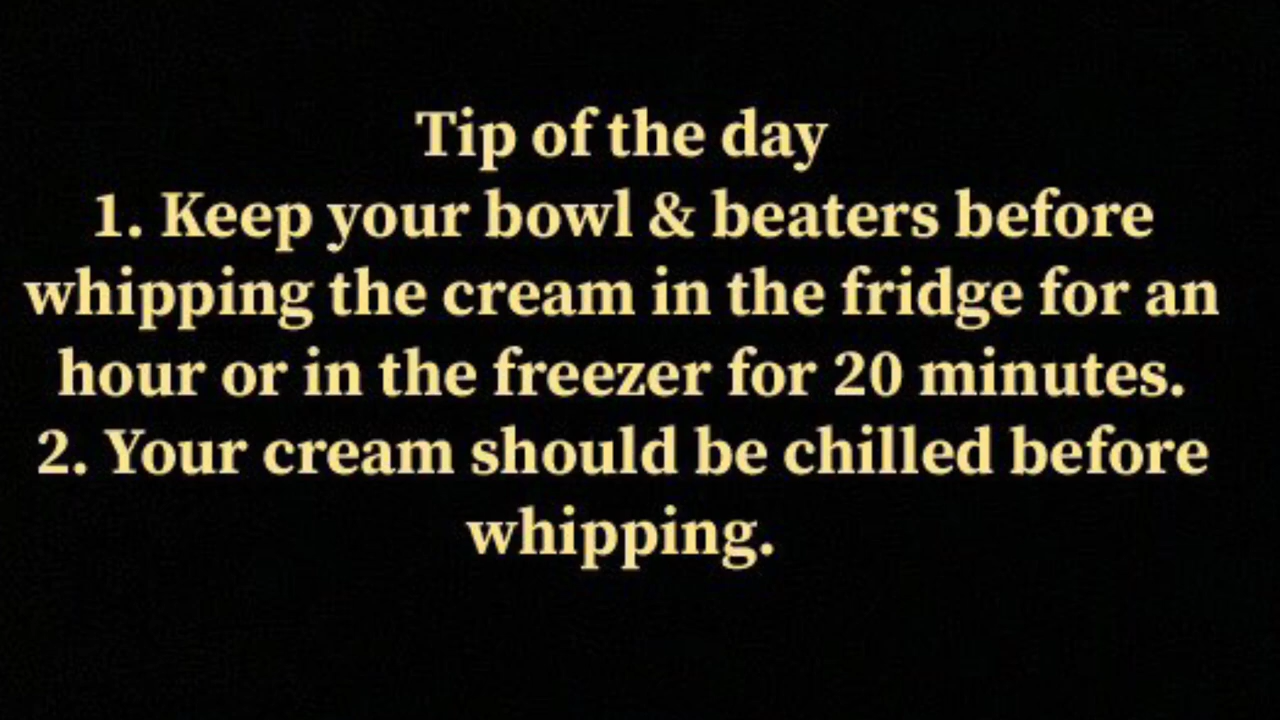 Tip of the day
1. Keep your bowl & beaters before
whipping the cream in the fridge for an
hour or in the freezer for 20 minutes.
2. Your cream should be chilled before
whipping.